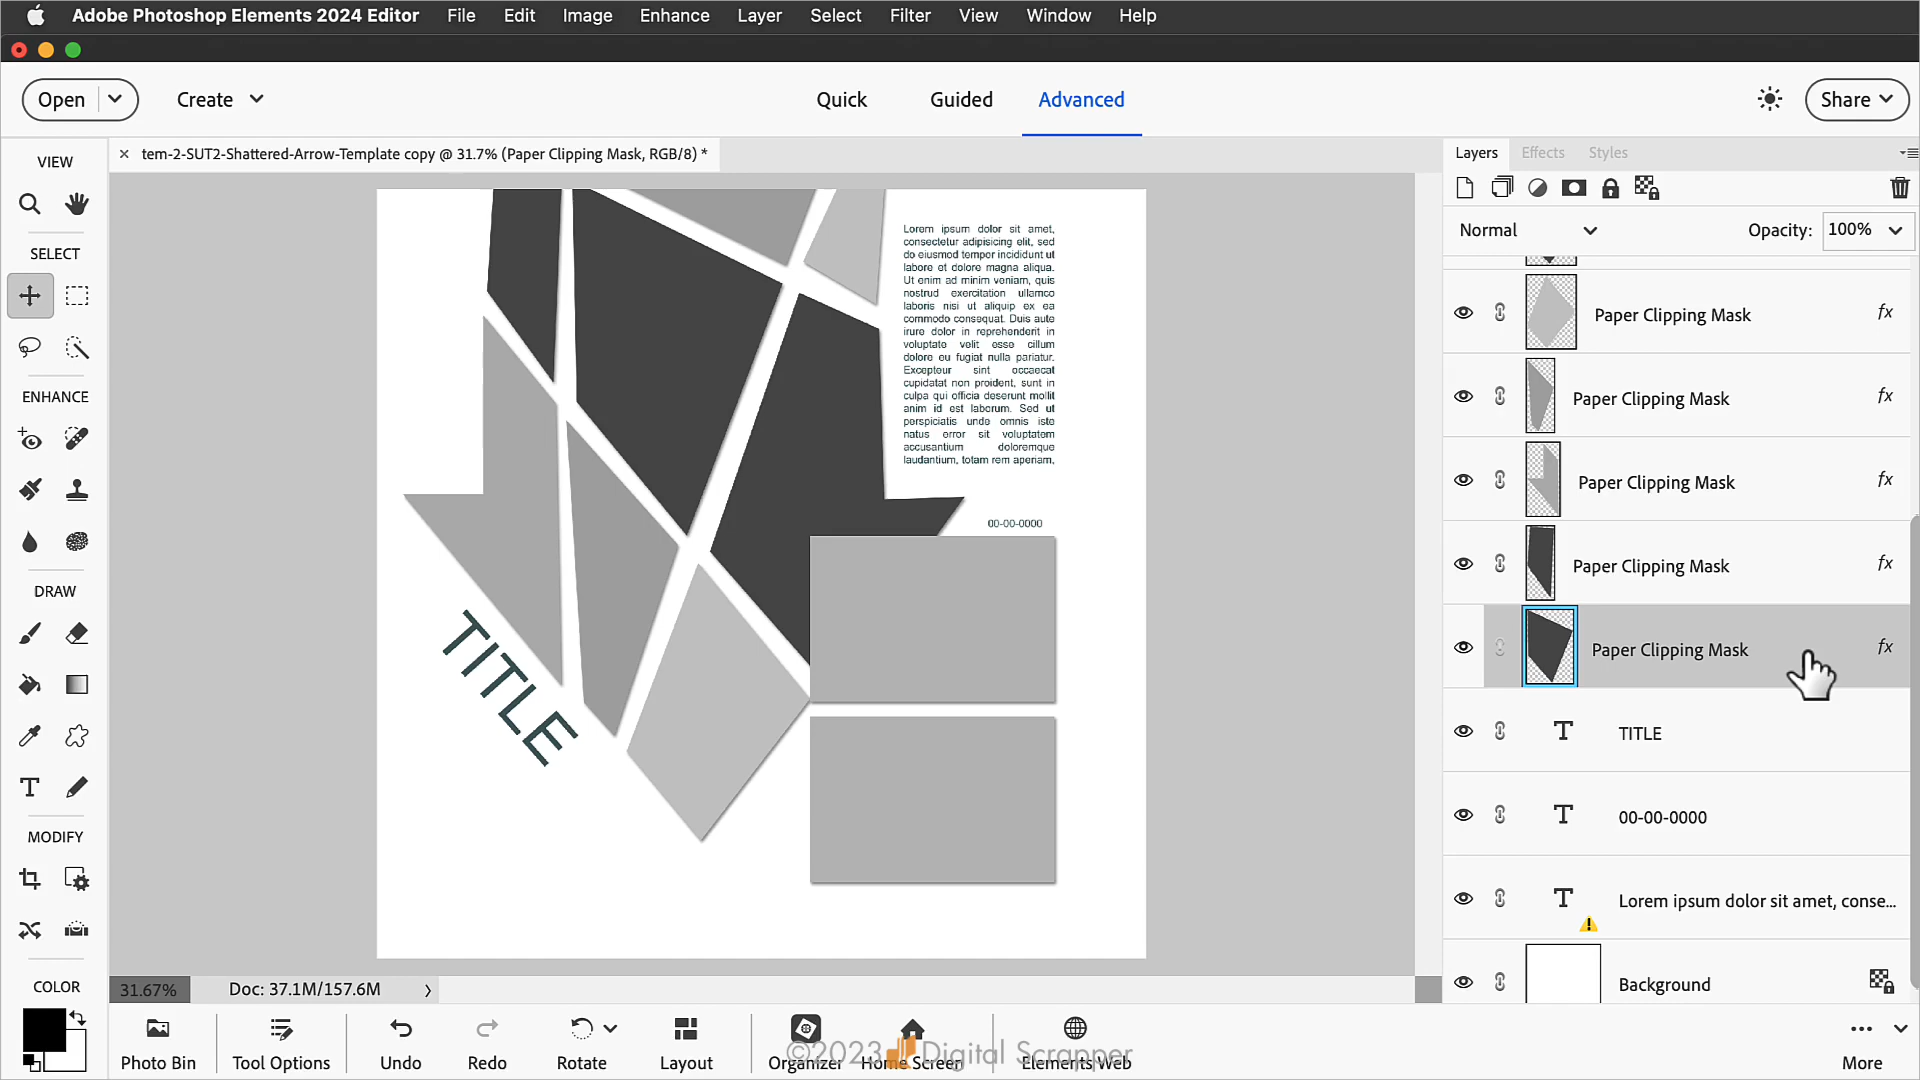 Adobe Photoshop Elements 2024 Editor File Edit Image Enhance Layer Select Filter View Window Help
Open Create Quick Guided Advanced Share
VIEW
tem-2-SUT2-Shattered-Arrow-Template copy @ 31.7% (Paper Clipping Mask, RGB/8) *
Layers Effects Styles
SELECT
ENHANCE
DRAW
MODIFY
COLOR
Lorem ipsum dolor sit amet,
consectetur adipisicing elit, sed
do eiusmod tempor incididunt ut
labore et dolore magna aliqua.
Ut enim ad minim veniam, quis
nostrud exercitation ullamco
laboris nisi ut aliquip ex ea
commodo consequat. Duis aute
irure dolor in reprehenderit in
voluptate velit esse cillum
dolore eu fugiat nulla pariatur.
Excepteur sint occaecat
cupidatat non proident, sunt in
culpa qui officia deserunt mollit
anim id est laborum. Sed ut
perspiciatis unde omnis iste
natus error sit voluptatem
accusantium doloremque
laudantium, totam rem aperiam,
00-00-0000
TITLE
Normal Opacity: 100%
Paper Clipping Mask fx
Paper Clipping Mask fx
Paper Clipping Mask fx
Paper Clipping Mask fx
Paper Clipping Mask fx
TITLE
00-00-0000
Lorem ipsum dolor sit amet, conse...
Background
31.67% Doc: 37.1M/157.6M
Photo Bin Tool Options Undo Redo Rotate Layout Organizer Home Screen Elements Web More
©2023 Digital Scrapper